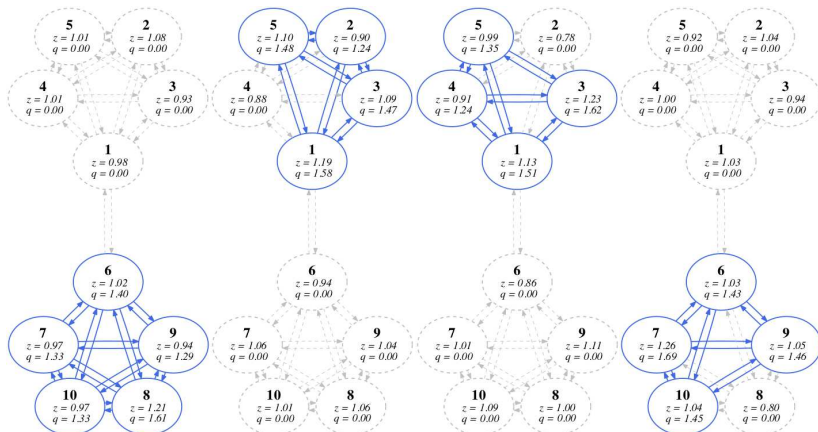 5
z = 1.01
q = 0.00
2
z = 1.08
q = 0.00
4
z = 1.01
q = 0.00
3
z = 0.93
q = 0.00
1
z = 0.98
q = 0.00
6
z = 1.02
q = 1.40
7
z = 0.97
q = 1.33
9
z = 0.94
q = 1.29
10
z = 0.97
q = 1.33
8
z = 1.21
q = 1.61
5
z = 1.10
q = 1.48
2
z = 0.90
q = 1.24
4
z = 0.88
q = 0.00
3
z = 1.09
q = 1.47
1
z = 1.19
q = 1.58
6
z = 0.94
q = 0.00
7
z = 1.06
q = 0.00
9
z = 1.04
q = 0.00
10
z = 1.01
q = 0.00
8
z = 1.06
q = 0.00
5
z = 0.99
q = 1.35
2
z = 0.78
q = 0.00
4
z = 0.91
q = 1.24
3
z = 1.23
q = 1.62
1
z = 1.13
q = 1.51
6
z = 0.86
q = 0.00
7
z = 1.01
q = 0.00
9
z = 1.11
q = 0.00
10
z = 1.09
q = 0.00
8
z = 1.00
q = 0.00
5
z = 0.92
q = 0.00
2
z = 1.04
q = 0.00
4
z = 1.00
q = 0.00
3
z = 0.94
q = 0.00
1
z = 1.03
q = 0.00
6
z = 1.03
q = 1.43
7
z = 1.26
q = 1.69
9
z = 1.05
q = 1.46
10
z = 1.04
q = 1.45
8
z = 0.80
q = 0.00